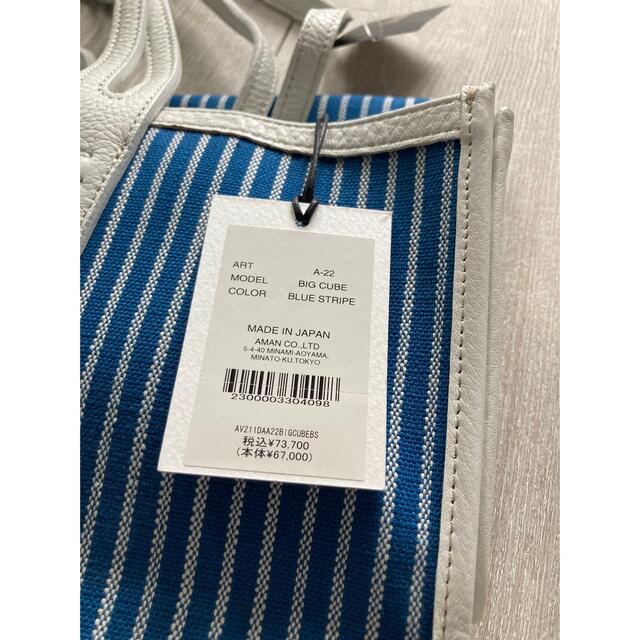 ART A-22
MODEL BIG CUBE
COLOR BLUE STRIPE
MADE IN JAPAN
AMAN CO.,LTD
5-4-40 MINAMI-AOYAMA,
MINATO-KU,TOKYO
2300003304098
AV211DAA22BIGCUBEBS
税込¥73,700
(本体¥67,000)